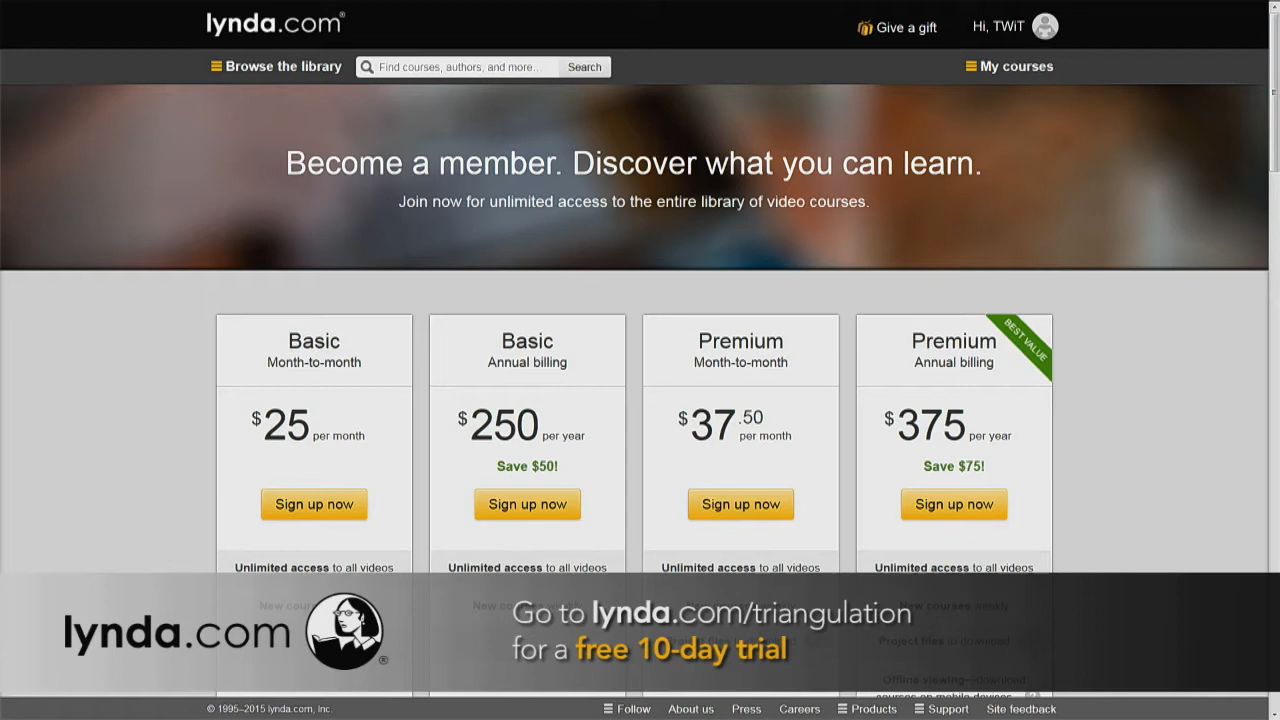 lynda.com®
Give a gift
Hi, TWiT
Browse the library
Find courses, authors, and more...
Search
My courses
Become a member. Discover what you can learn.
Join now for unlimited access to the entire library of video courses.
Basic
Month-to-month
$25 per month
Sign up now
Unlimited access to all videos
Basic
Annual billing
$250 per year
Save $50!
Sign up now
Unlimited access to all videos
Premium
Month-to-month
$37.50 per month
Sign up now
Unlimited access to all videos
BEST VALUE
Premium
Annual billing
$375 per year
Save $75!
Sign up now
Unlimited access to all videos
New courses weekly
Project files to download
Offline viewing—download
courses on mobile devices
lynda.com®
Go to lynda.com/triangulation
for a free 10-day trial
© 1995–2015 lynda.com, Inc.
Follow
About us
Press
Careers
Products
Support
Site feedback